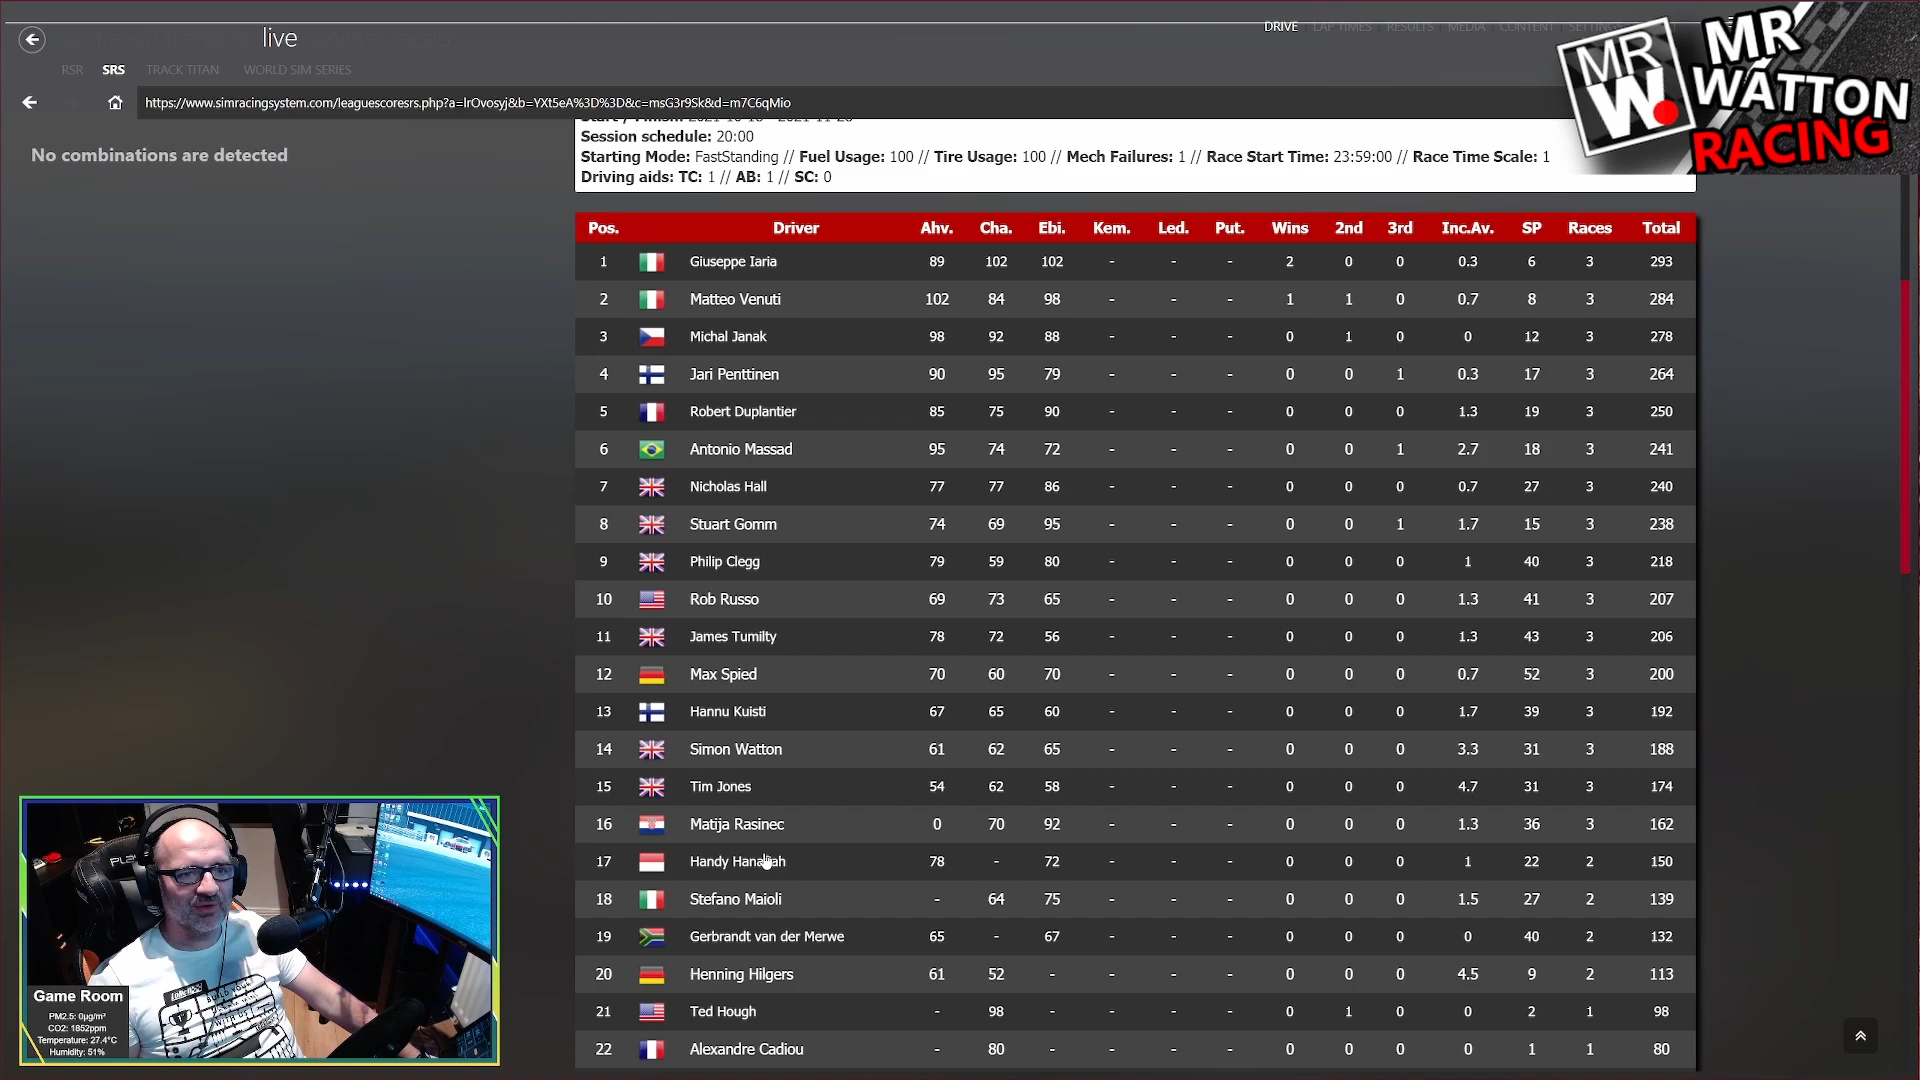 live
DRIVE LAP TIMES RESULTS MEDIA CONTENT SETTINGS
RSR SRS TRACK TITAN WORLD SIM SERIES
https://www.simracingsystem.com/leaguescoresrs.php?a=lrOvosyj&b=YXt5eA%3D%3D&c=msG3r9Sk&d=m7C6qMio
MR
W
MR
WATTON
RACING
No combinations are detected
Session schedule: 20:00
Starting Mode: FastStanding // Fuel Usage: 100 // Tire Usage: 100 // Mech Failures: 1 // Race Start Time: 23:59:00 // Race Time Scale: 1
Driving aids: TC: 1 // AB: 1 // SC: 0
Pos. Driver Ahv. Cha. Ebi. Kem. Led. Put. Wins 2nd 3rd Inc.Av. SP Races Total
1 Giuseppe Iaria 89 102 102 - - - 2 0 0 0.3 6 3 293
2 Matteo Venuti 102 84 98 - - - 1 1 0 0.7 8 3 284
3 Michal Janak 98 92 88 - - - 0 1 0 0 12 3 278
4 Jari Penttinen 90 95 79 - - - 0 0 1 0.3 17 3 264
5 Robert Duplantier 85 75 90 - - - 0 0 0 1.3 19 3 250
6 Antonio Massad 95 74 72 - - - 0 0 1 2.7 18 3 241
7 Nicholas Hall 77 77 86 - - - 0 0 0 0.7 27 3 240
8 Stuart Gomm 74 69 95 - - - 0 0 1 1.7 15 3 238
9 Philip Clegg 79 59 80 - - - 0 0 0 1 40 3 218
10 Rob Russo 69 73 65 - - - 0 0 0 1.3 41 3 207
11 James Tumilty 78 72 56 - - - 0 0 0 1.3 43 3 206
12 Max Spied 70 60 70 - - - 0 0 0 0.7 52 3 200
13 Hannu Kuisti 67 65 60 - - - 0 0 0 1.7 39 3 192
14 Simon Watton 61 62 65 - - - 0 0 0 3.3 31 3 188
15 Tim Jones 54 62 58 - - - 0 0 0 4.7 31 3 174
16 Matija Rasinec 0 70 92 - - - 0 0 0 1.3 36 3 162
17 Handy 78 - 72 - - - 0 0 0 1 22 2 150
18 Stefano Maioli - 64 75 - - - 0 0 0 1.5 27 2 139
19 Gerbrandt van der Merwe 65 - 67 - - - 0 0 0 0 40 2 132
20 Henning Hilgers 61 52 - - - - 0 0 0 4.5 9 2 113
21 Ted Hough - 98 - - - - 0 1 0 0 2 1 98
22 Alexandre Cadiou - 80 - - - - 0 0 0 0 1 1 80
Game Room
PM2.5: 0µg/m³
CO2: 1852ppm
Temperature: 27.4°C
Humidity: 51%